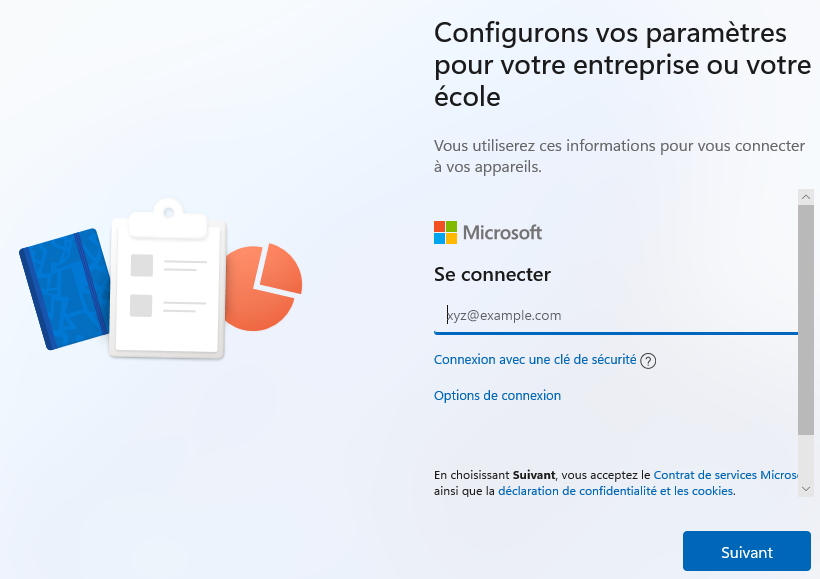 Configurons vos paramètres
pour votre entreprise ou votre
école
Vous utiliserez ces informations pour vous connecter
à vos appareils.
Microsoft
Se connecter
xyz@example.com
Connexion avec une clé de sécurité ?
Options de connexion
En choisissant Suivant, vous acceptez le Contrat de services Micros
ainsi que la déclaration de confidentialité et les cookies.
Suivant